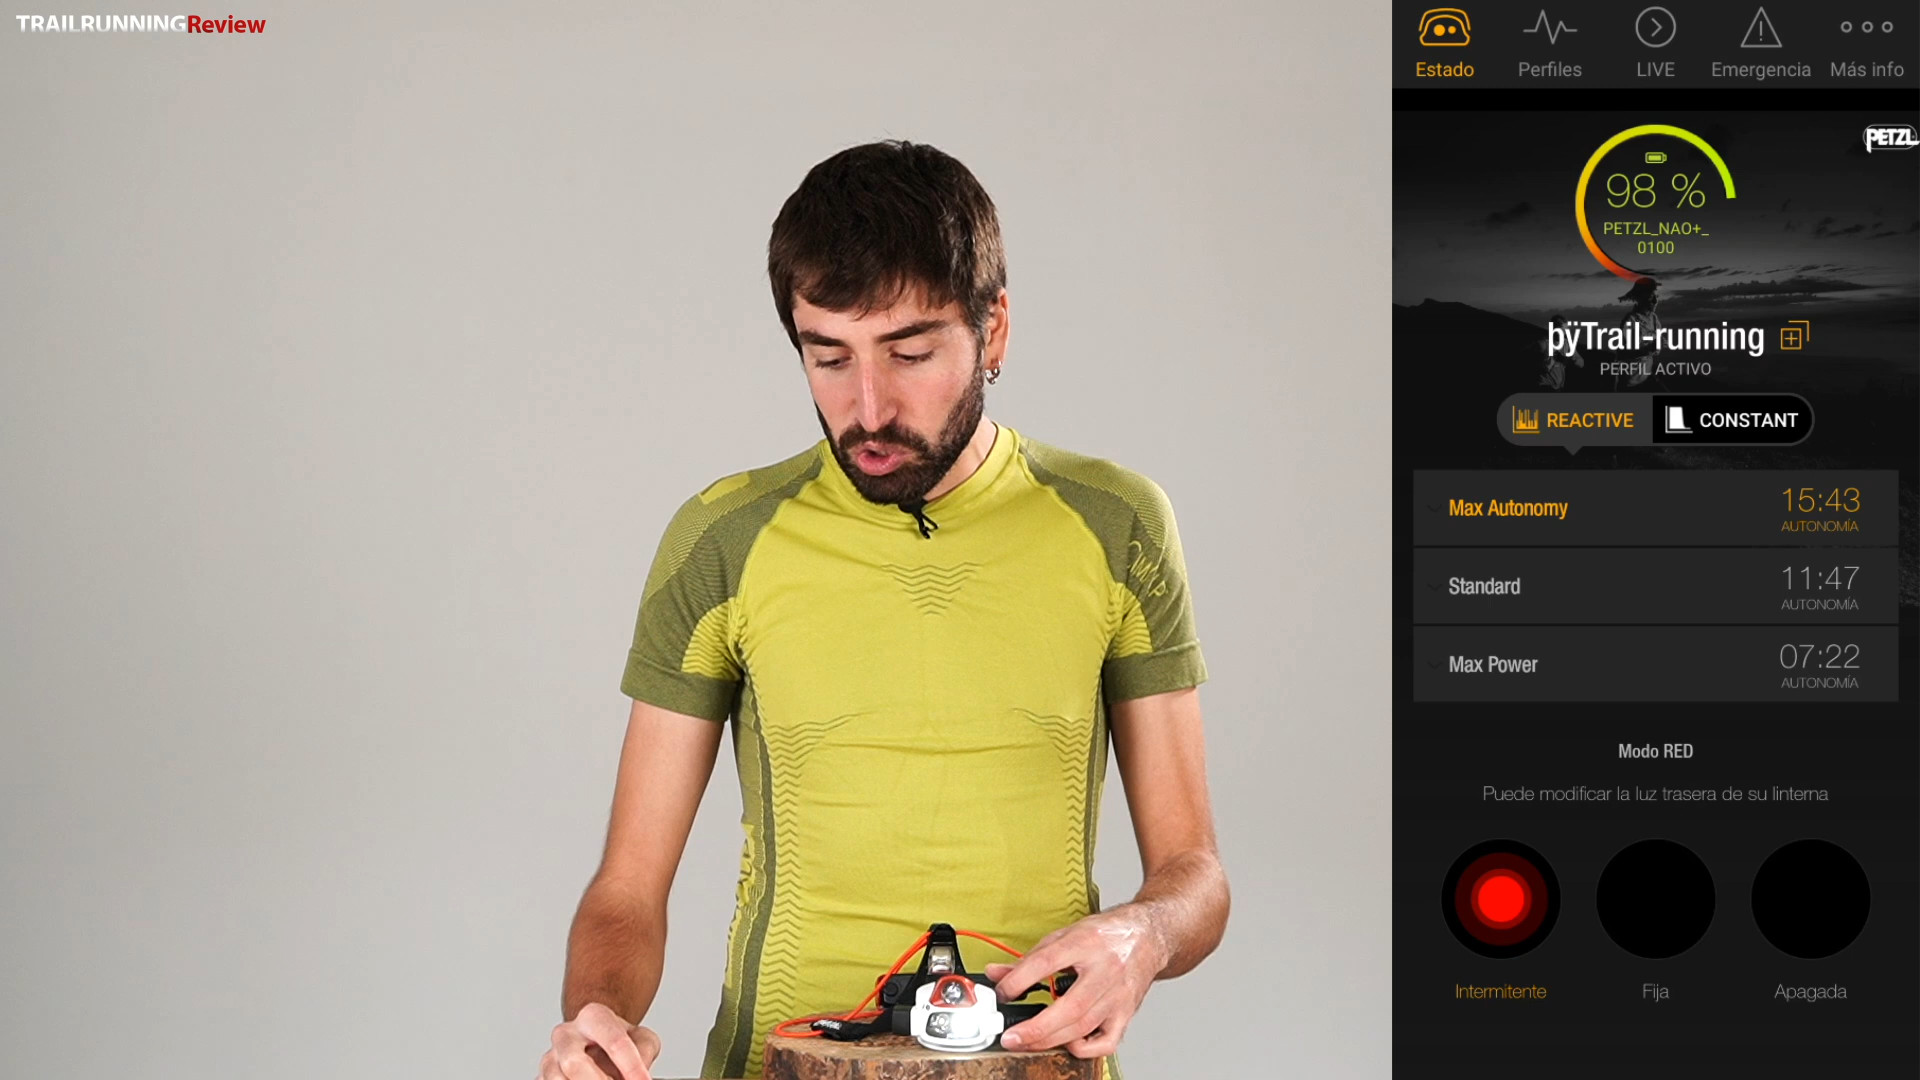 TRAILRUNNINGReview
Estado
Perfiles
LIVE
Emergencia
Más info
PETZL
98 %
PETZL_NAO+_
0100
bÿTrail-running
PERFIL ACTIVO
REACTIVE
CONSTANT
Max Autonomy
15:43
AUTONOMÍA
Standard
11:47
AUTONOMÍA
Max Power
07:22
AUTONOMÍA
Modo RED
Puede modificar la luz trasera de su linterna
Intermitente
Fija
Apagada